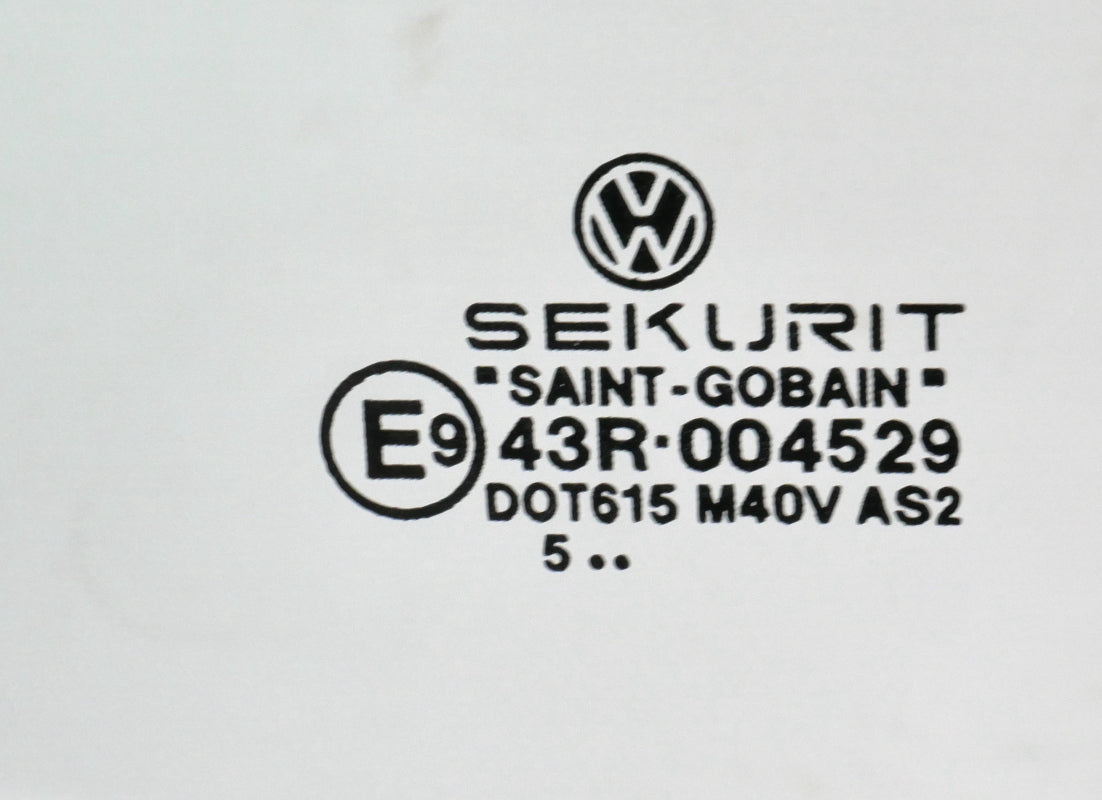 SEKURIT
"SAINT-GOBAIN"
E9 43R·004529
DOT615 M40V AS2
5 ••